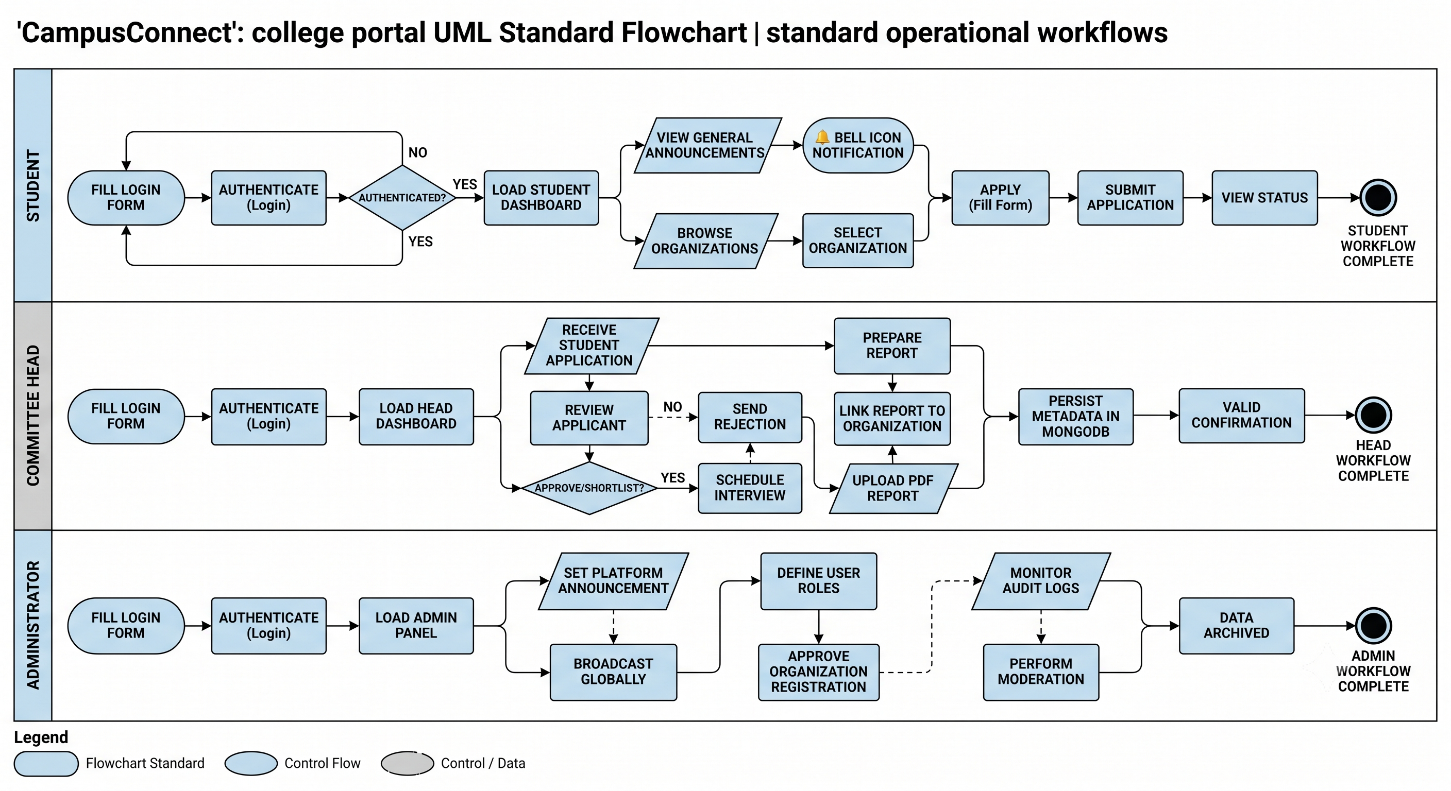 'CampusConnect': college portal UML Standard Flowchart | standard operational workflows
STUDENT
FILL LOGIN
FORM
AUTHENTICATE
(Login)
AUTHENTICATED?
NO
YES
YES
LOAD STUDENT
DASHBOARD
VIEW GENERAL
ANNOUNCEMENTS
🔔 BELL ICON
NOTIFICATION
BROWSE
ORGANIZATIONS
SELECT
ORGANIZATION
APPLY
(Fill Form)
SUBMIT
APPLICATION
VIEW STATUS
STUDENT
WORKFLOW
COMPLETE
COMMITTEE HEAD
FILL LOGIN
FORM
AUTHENTICATE
(Login)
LOAD HEAD
DASHBOARD
RECEIVE
STUDENT
APPLICATION
REVIEW
APPLICANT
APPROVE/SHORTLIST?
NO
YES
SEND
REJECTION
SCHEDULE
INTERVIEW
PREPARE
REPORT
LINK REPORT TO
ORGANIZATION
UPLOAD PDF
REPORT
PERSIST
METADATA IN
MONGODB
VALID
CONFIRMATION
HEAD
WORKFLOW
COMPLETE
ADMINISTRATOR
FILL LOGIN
FORM
AUTHENTICATE
(Login)
LOAD ADMIN
PANEL
SET PLATFORM
ANNOUNCEMENT
BROADCAST
GLOBALLY
DEFINE USER
ROLES
APPROVE
ORGANIZATION
REGISTRATION
MONITOR
AUDIT LOGS
PERFORM
MODERATION
DATA
ARCHIVED
ADMIN
WORKFLOW
COMPLETE
Legend
Flowchart Standard
Control Flow
Control / Data